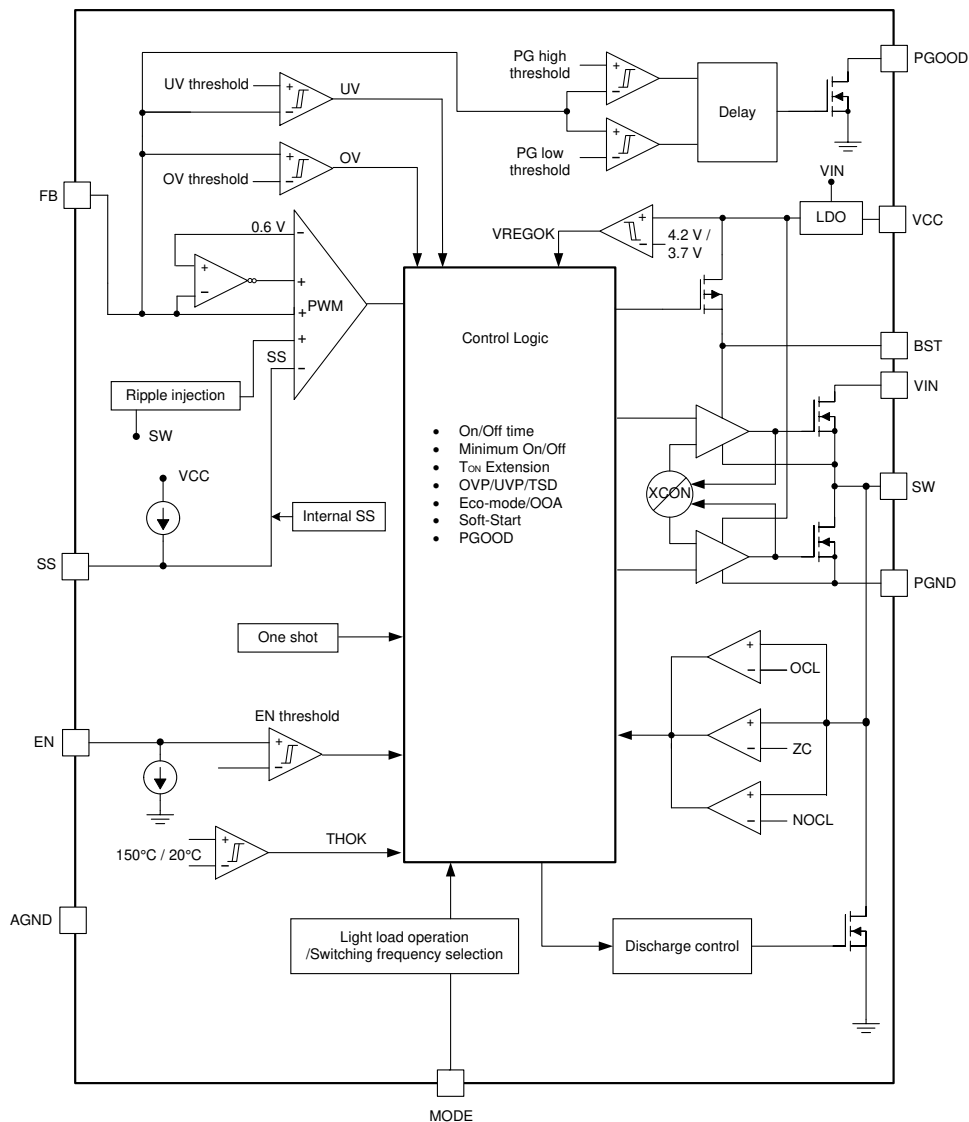 PG high
threshold
PGOOD
UV threshold
+
−
UV
+
−
Delay
OV
+
−
OV threshold
+
−
PG low
threshold
VIN
FB
LDO
VCC
0.6 V
−
+
−
VREGOK
4.2 V /
3.7 V
+
−
+
PWM
+
+
SS
−
Control Logic
BST
Ripple injection
VIN
SW
• On/Off time
• Minimum On/Off
• TON Extension
• OVP/UVP/TSD
• Eco-mode/OOA
• Soft-Start
• PGOOD
VCC
XCON
SW
Internal SS
SS
PGND
One shot
+
−
OCL
EN threshold
EN
+
−
+
−
ZC
+
−
NOCL
THOK
150°C / 20°C
+
−
AGND
Light load operation
/Switching frequency selection
Discharge control
MODE